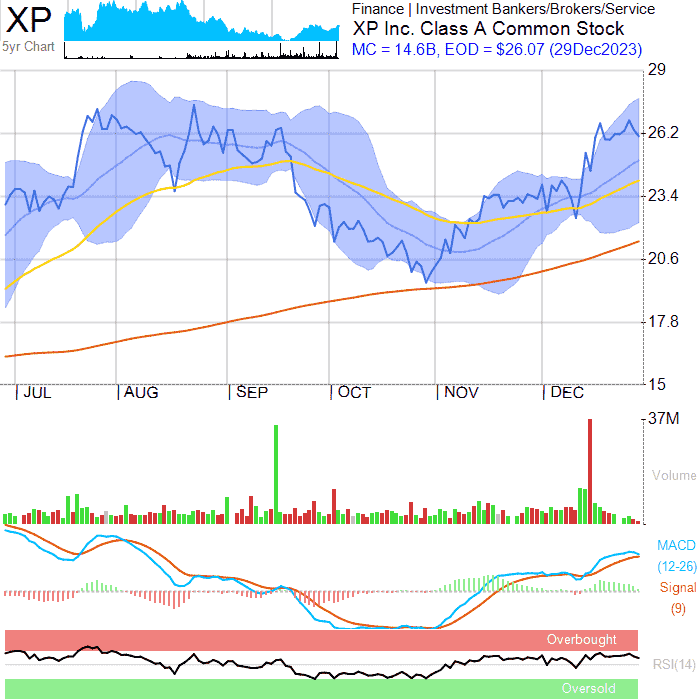 XP
5yr Chart
Finance | Investment Bankers/Brokers/Service
XP Inc. Class A Common Stock
MC = 14.6B, EOD = $26.07 (29Dec2023)
29
26.2
23.4
20.6
17.8
15
JUL AUG SEP OCT NOV DEC
37M
Volume
MACD
(12-26)
Signal
(9)
Overbought
RSI(14)
Oversold